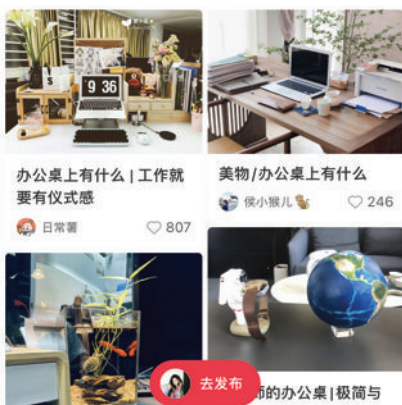 9 36
办公桌上有什么 | 工作就
要有仪式感
日常薯
807
美物/办公桌上有什么
侯小猴儿
246
师的办公桌|极简与
去发布